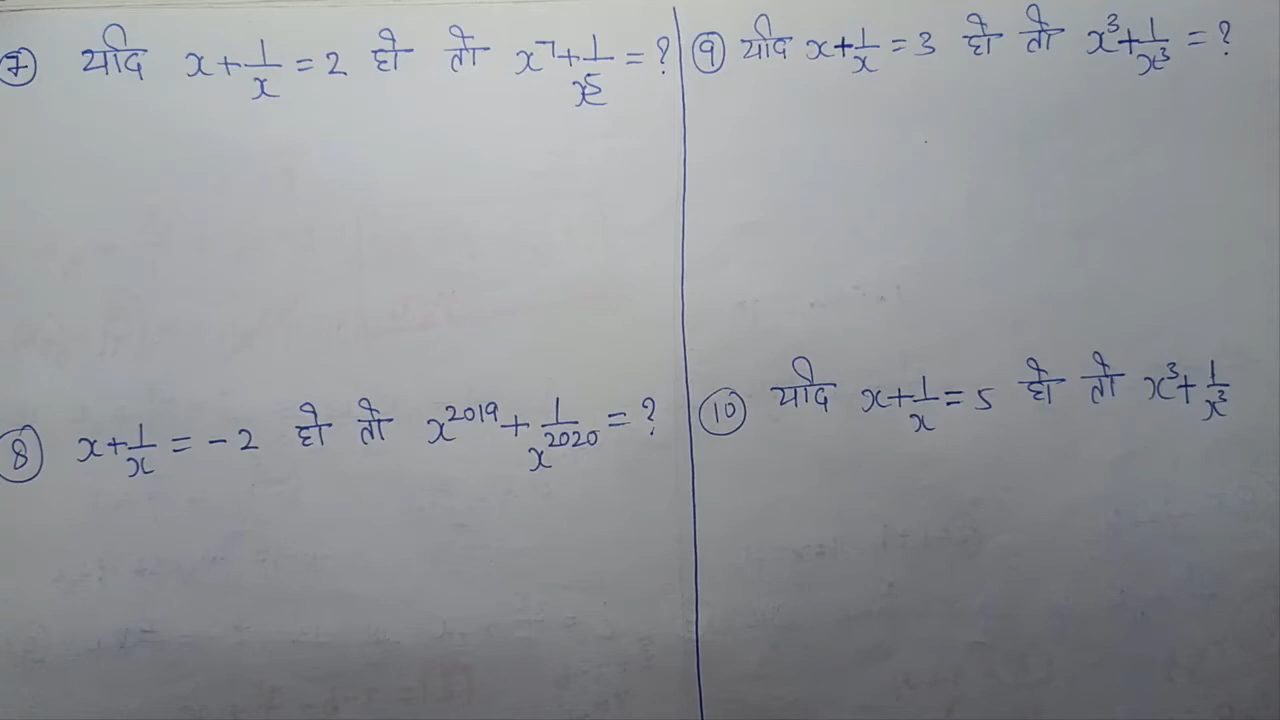 7 यदि x + 1/x = 2 हो तो x⁷ + 1/x⁵ = ?
8 x + 1/x = -2 हो तो x²⁰¹⁹ + 1/x²⁰²⁰ = ?
9 यदि x + 1/x = 3 हो तो x³ + 1/x³ = ?
10 यदि x + 1/x = 5 हो तो x³ + 1/x³